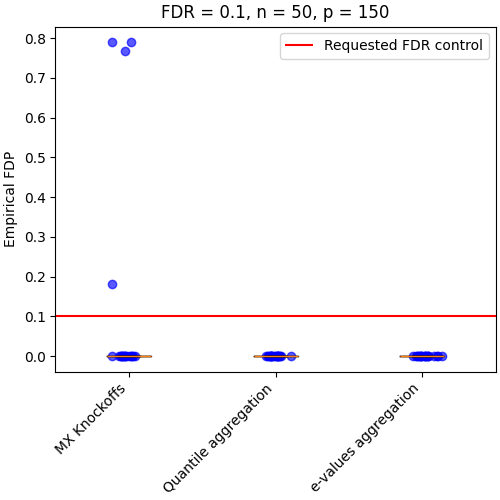 FDR = 0.1, n = 50, p = 150
Requested FDR control
Empirical FDP
0.8
0.7
0.6
0.5
0.4
0.3
0.2
0.1
0.0
MX Knockoffs
Quantile aggregation
e-values aggregation